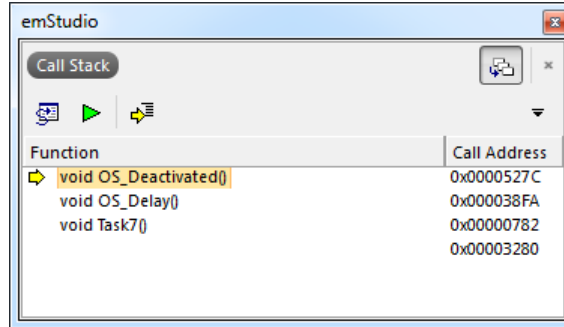 emStudio
Call Stack
Function Call Address
void OS_Deactivated() 0x0000527C
void OS_Delay() 0x000038FA
void Task7() 0x00000782
0x00003280